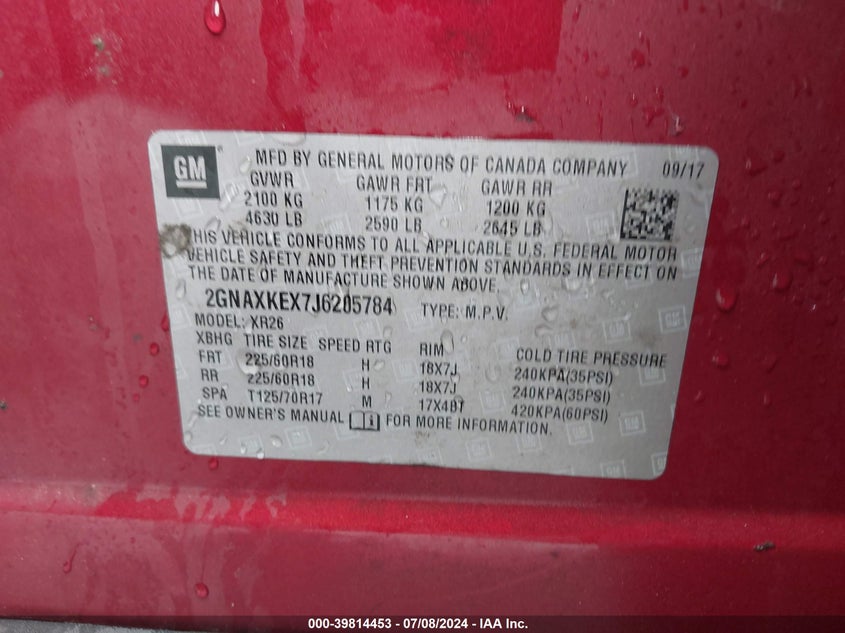 GM MFD BY GENERAL MOTORS OF CANADA COMPANY 09/17
GVWR GAWR FRT GAWR RR
2100 KG 1175 KG 1200 KG
4630 LB 2590 LB 2645 LB
THIS VEHICLE CONFORMS TO ALL APPLICABLE U.S. FEDERAL MOTOR
VEHICLE SAFETY AND THEFT PREVENTION STANDARDS IN EFFECT ON
THE DATE OF MANUFACTURE SHOWN ABOVE.
2GNAXKEX7J6205784 TYPE: M.P.V.
MODEL: XR26
XBHG TIRE SIZE SPEED RTG RIM COLD TIRE PRESSURE
FRT 225/60R18 H 18X7J 240KPA(35PSI)
RR 225/60R18 H 18X7J 240KPA(35PSI)
SPA T125/70R17 M 17X4BT 420KPA(60PSI)
SEE OWNER'S MANUAL FOR MORE INFORMATION.
000-39814453 - 07/08/2024 - IAA Inc.